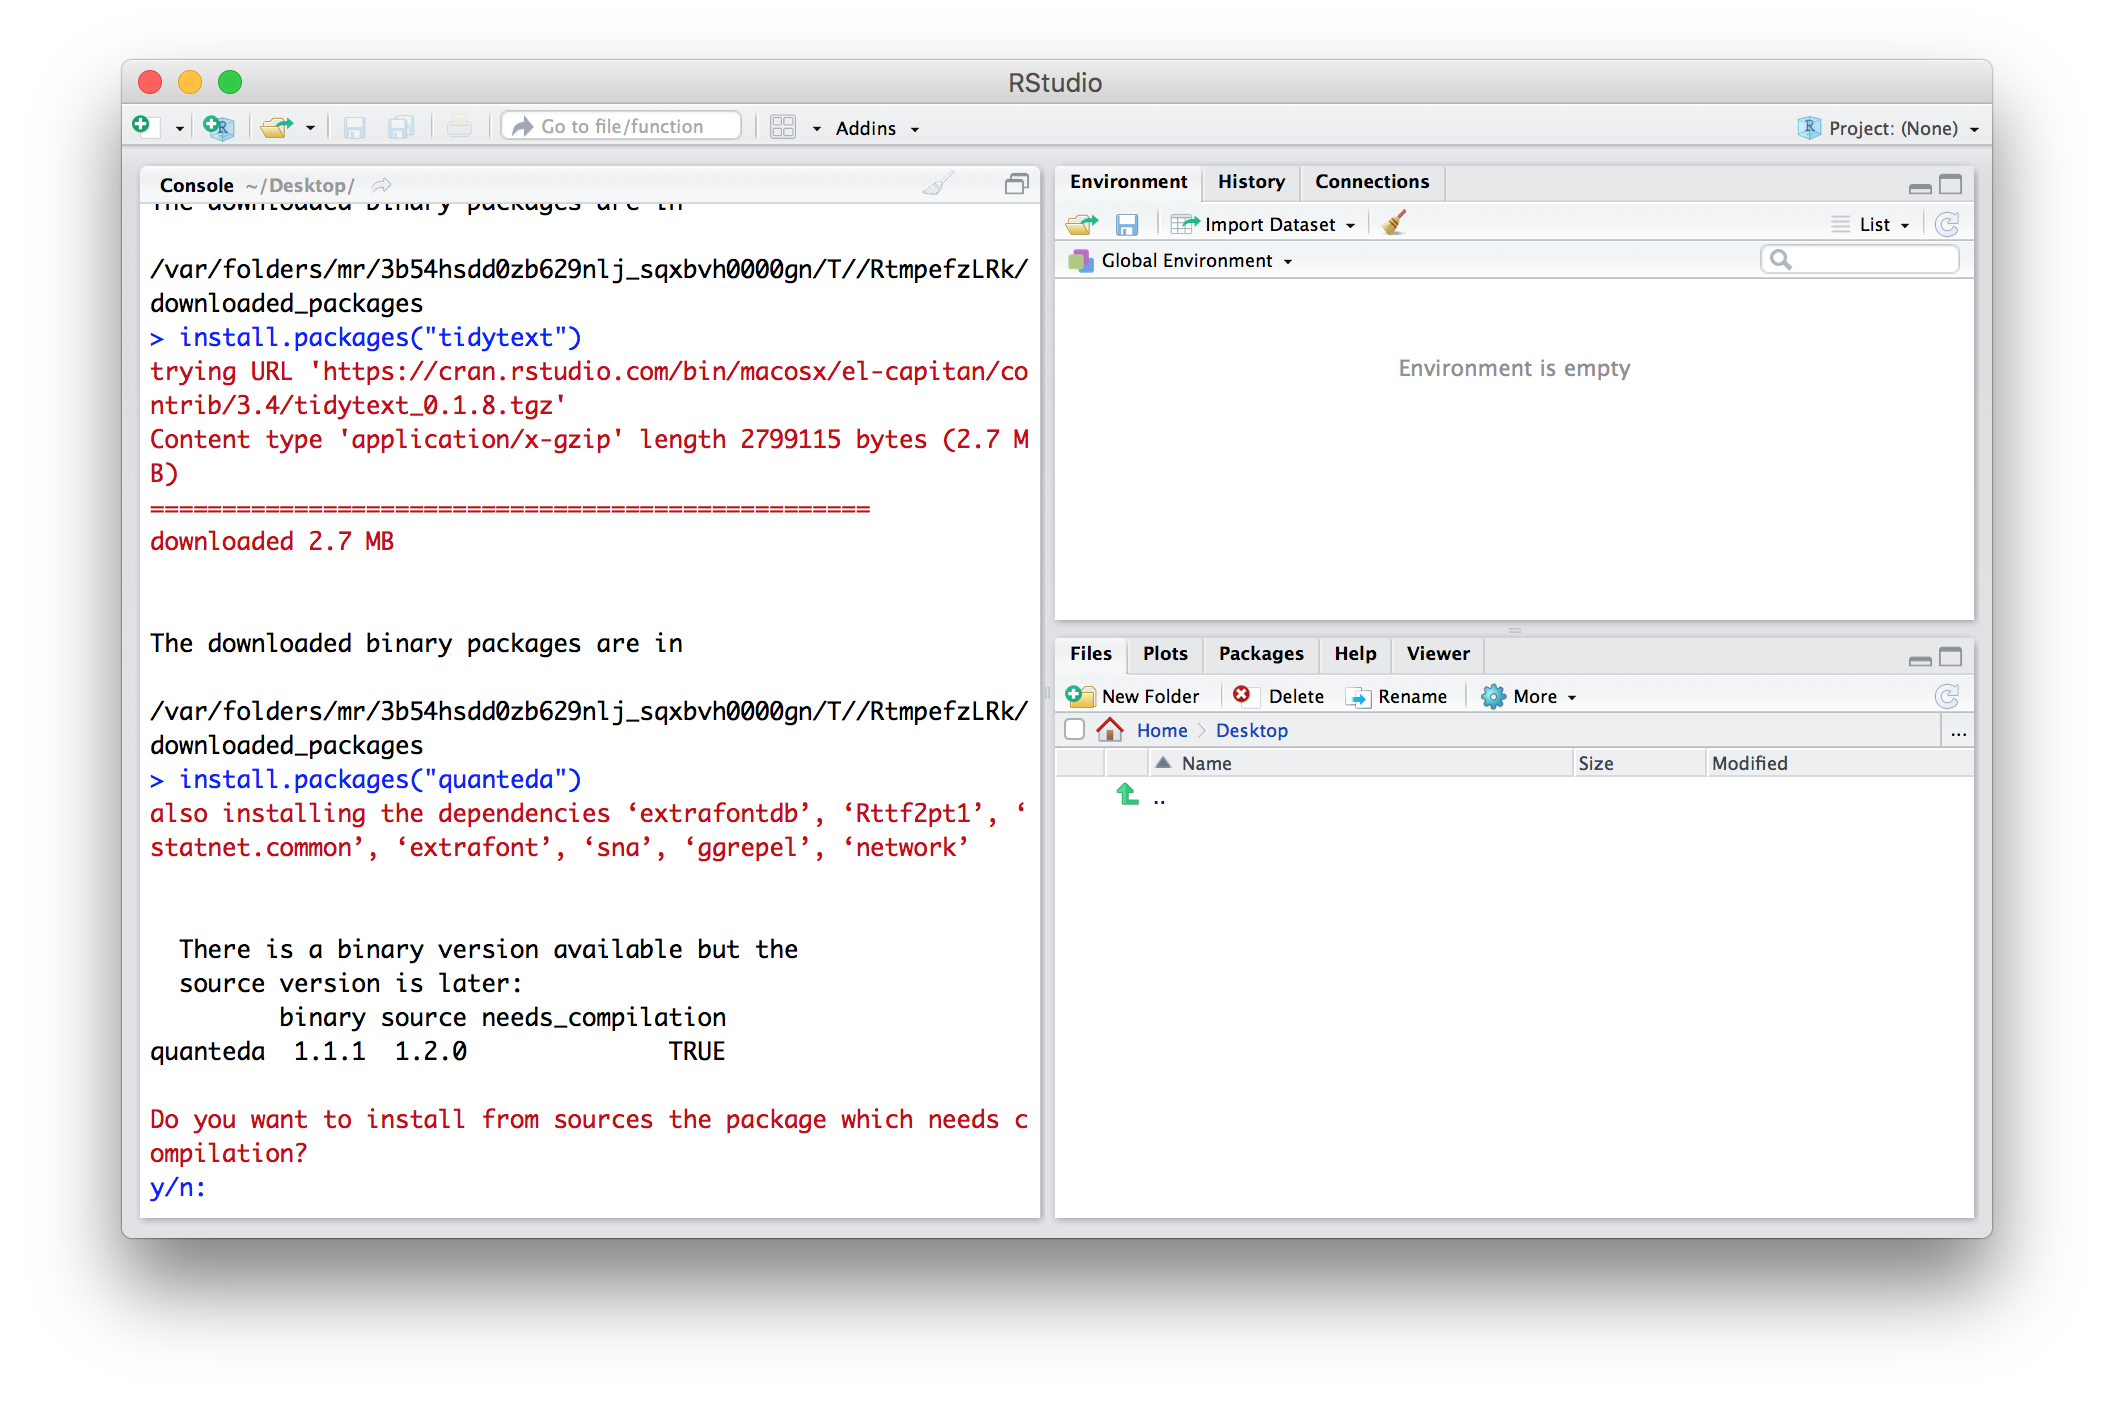 RStudio
Go to file/function
Addins
Project: (None)
Console ~/Desktop/
The downloaded binary packages are in
/var/folders/mr/3b54hsdd0zb629nlj_sqxbvh0000gn/T//RtmpefzLRk/
downloaded_packages
> install.packages("tidytext")
trying URL 'https://cran.rstudio.com/bin/macosx/el-capitan/co
ntrib/3.4/tidytext_0.1.8.tgz'
Content type 'application/x-gzip' length 2799115 bytes (2.7 M
B)
==================================================
downloaded 2.7 MB
The downloaded binary packages are in
/var/folders/mr/3b54hsdd0zb629nlj_sqxbvh0000gn/T//RtmpefzLRk/
downloaded_packages
> install.packages("quanteda")
also installing the dependencies ‘extrafontdb’, ‘Rttf2pt1’, ‘
statnet.common’, ‘extrafont’, ‘sna’, ‘ggrepel’, ‘network’
There is a binary version available but the
source version is later:
binary source needs_compilation
quanteda 1.1.1 1.2.0 TRUE
Do you want to install from sources the package which needs c
ompilation?
y/n:
Environment History Connections
Import Dataset
List
Global Environment
Environment is empty
Files Plots Packages Help Viewer
New Folder Delete Rename More
Home Desktop ...
Name Size Modified
..